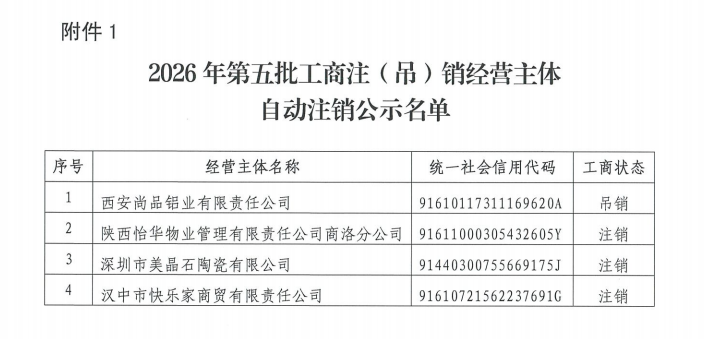 附件 1
2026 年第五批工商注（吊）销经营主体
自动注销公示名单
序号 经营主体名称 统一社会信用代码 工商状态
1 西安尚品铝业有限责任公司 91610117311169620A 吊销
2 陕西怡华物业管理有限责任公司商洛分公司 91611000305432605Y 注销
3 深圳市美晶石陶瓷有限公司 91440300755669175J 注销
4 汉中市快乐家商贸有限责任公司 91610721562237691G 注销